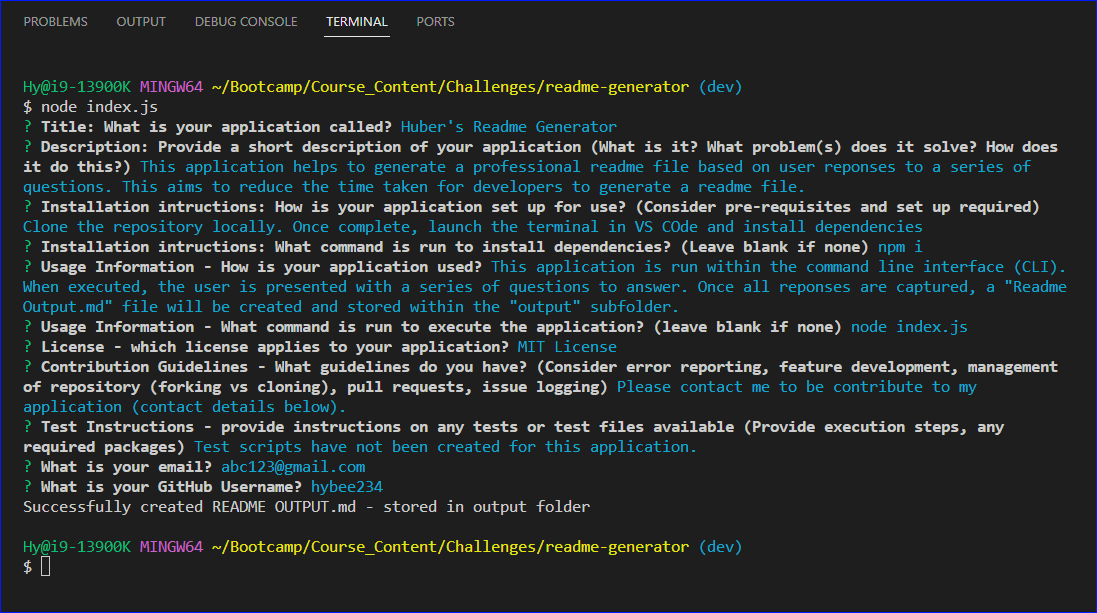 PROBLEMS OUTPUT DEBUG CONSOLE TERMINAL PORTS
Hy@i9-13900K MINGW64 ~/Bootcamp/Course_Content/Challenges/readme-generator (dev)
$ node index.js
? Title: What is your application called? Huber's Readme Generator
? Description: Provide a short description of your application (What is it? What problem(s) does it solve? How does
it do this?) This application helps to generate a professional readme file based on user reponses to a series of
questions. This aims to reduce the time taken for developers to generate a readme file.
? Installation intructions: How is your application set up for use? (Consider pre-requisites and set up required)
Clone the repository locally. Once complete, launch the terminal in VS COde and install dependencies
? Installation intructions: What command is run to install dependencies? (Leave blank if none) npm i
? Usage Information - How is your application used? This application is run within the command line interface (CLI).
When executed, the user is presented with a series of questions to answer. Once all reponses are captured, a "Readme
Output.md" file will be created and stored within the "output" subfolder.
? Usage Information - What command is run to execute the application? (leave blank if none) node index.js
? License - which license applies to your application? MIT License
? Contribution Guidelines - What guidelines do you have? (Consider error reporting, feature development, management
of repository (forking vs cloning), pull requests, issue logging) Please contact me to be contribute to my
application (contact details below).
? Test Instructions - provide instructions on any tests or test files available (Provide execution steps, any
required packages) Test scripts have not been created for this application.
? What is your email? abc123@gmail.com
? What is your GitHub Username? hybee234
Successfully created README OUTPUT.md - stored in output folder
Hy@i9-13900K MINGW64 ~/Bootcamp/Course_Content/Challenges/readme-generator (dev)
$